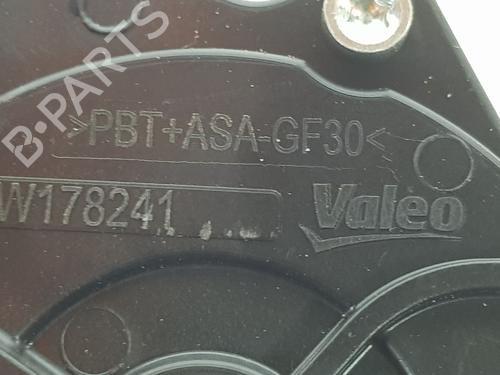 B-PARTS
>PBT+ASA-GF30<
W178241
Valeo